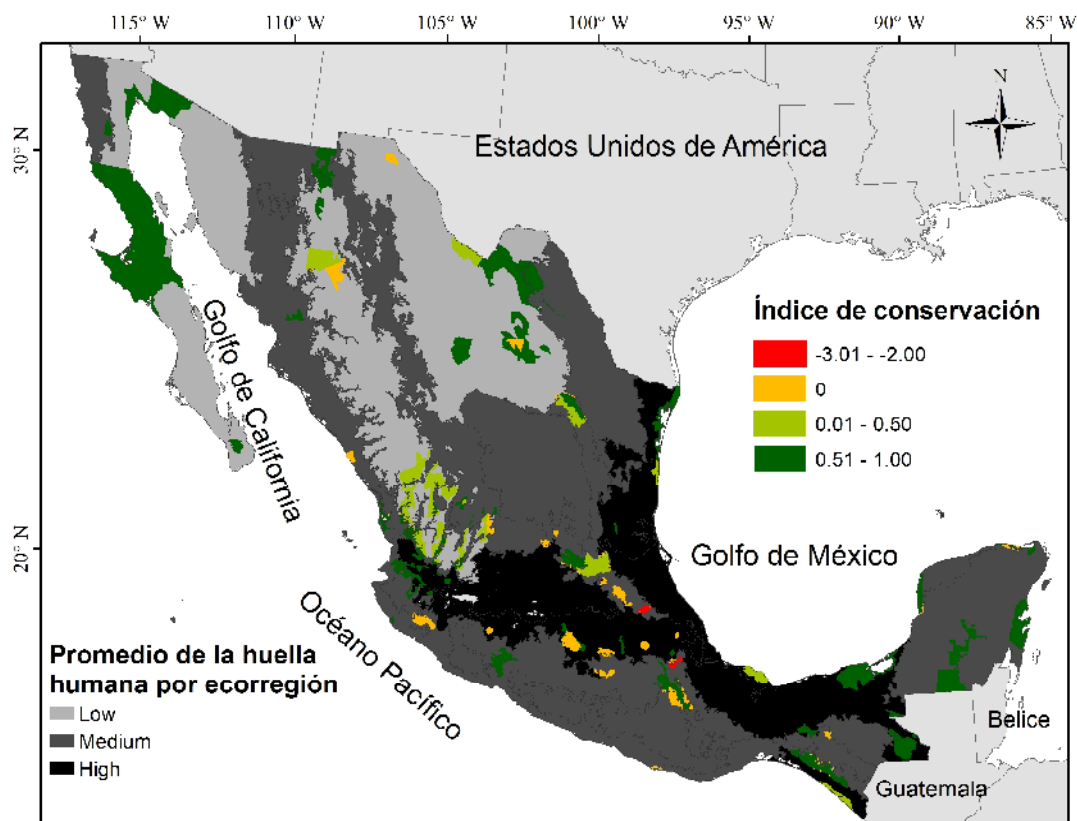 115° W
110° W
105° W
100° W
95° W
90° W
85° W
N
30° N
20° N
Estados Unidos de América
Índice de conservación
-3.01 - -2.00
0
0.01 - 0.50
0.51 - 1.00
Golfo de California
Golfo de México
Océano Pacífico
Promedio de la huella
humana por ecorregión
Low
Medium
High
Belice
Guatemala